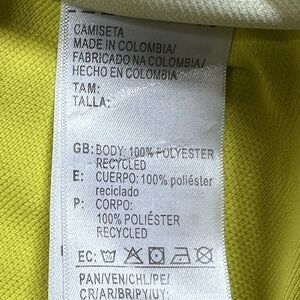 CAMISETA
MADE IN COLOMBIA/
FABRICADO NA COLOMBIA/
HECHO EN COLOMBIA
TAM:
TALLA:
GB: BODY: 100% POLYESTER
RECYCLED
E: CUERPO: 100% poliéster
reciclado
P: CORPO:
100% POLIÉSTER
RECYCLED
EC:
PAN/VEN/CHL/PE/
CR/AR/BR/PY/UY: